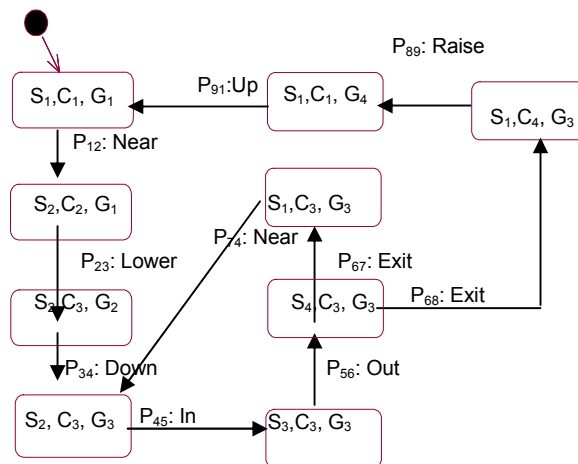 P89: Raise
P91:Up
S1,C1, G1
S1,C1, G4
S1,C4, G3
P12: Near
S2,C2, G1
S1,C3, G3
P74: Near
P23: Lower
P67: Exit
S2,C3, G2
S4,C3, G3
P68: Exit
P34: Down
P56: Out
S2, C3, G3
P45: In
S3,C3, G3